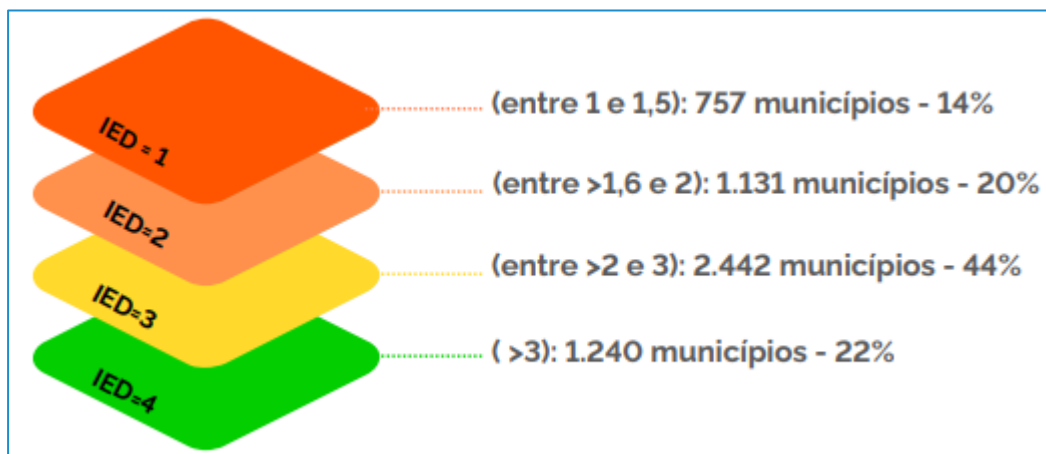 IED = 1
(entre 1 e 1,5): 757 municípios - 14%
IED=2
(entre >1,6 e 2): 1.131 municípios - 20%
IED=3
(entre >2 e 3): 2.442 municípios - 44%
IED=4
( >3): 1.240 municípios - 22%